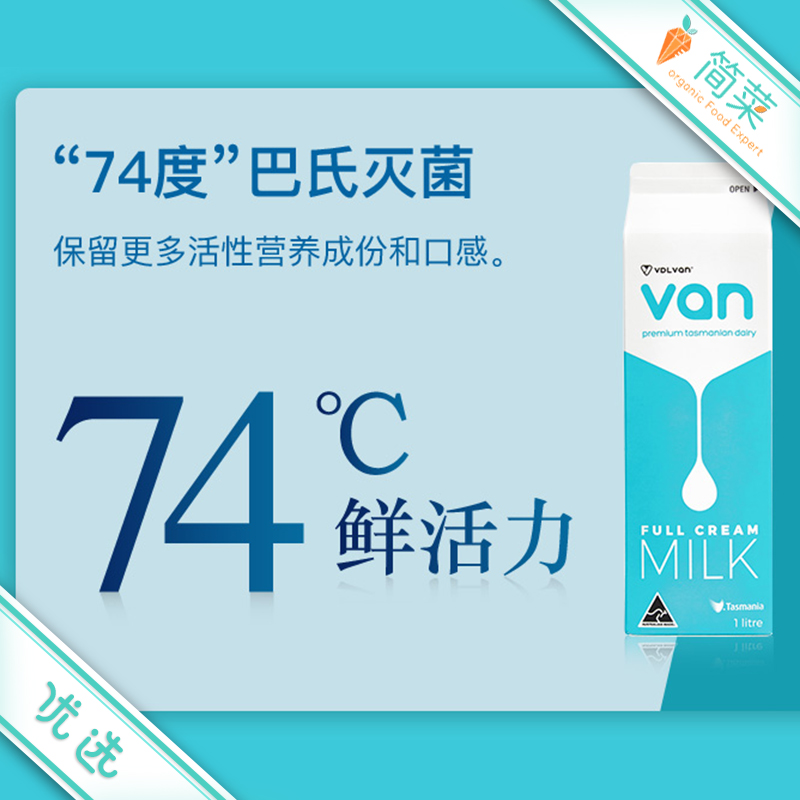 简菜
organic Food Expert
“74度”巴氏灭菌
保留更多活性营养成份和口感。
74℃
鲜活力
OPEN
VDLVAN
van
premium tasmanian dairy
FULL CREAM
MILK
Tasmania
1 litre
优选